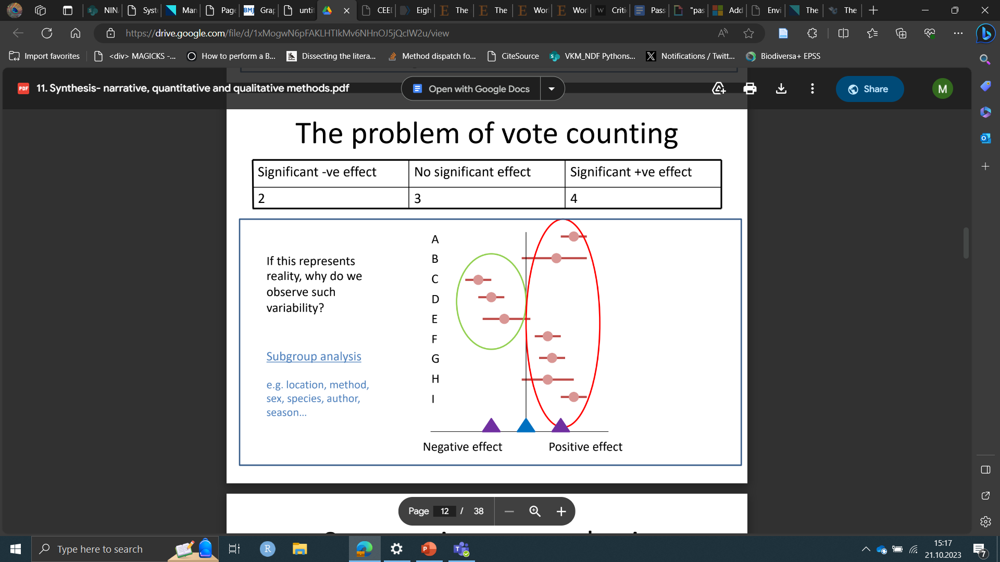 NIN
Syst
Man
Page
BMJ
Grap
unti
CEE
Eigh
The
The
Wor
Wor
W
Criti
Pass
"pas
Add
Envi
The
The
https://drive.google.com/file/d/1xMogwN6pFAKLHTIkMv6NHnOJ5jQclW2u/view
Import favorites
<div> MAGICKS -...
How to perform a B...
Dissecting the litera...
Method dispatch fo...
CiteSource
VKM_NDF Pythons...
Notifications / Twitt...
Biodiversa+ EPSS
PDF
11. Synthesis- narrative, quantitative and qualitative methods.pdf
Open with Google Docs
Share
M
The problem of vote counting
Significant -ve effect
No significant effect
Significant +ve effect
2
3
4
If this represents
reality, why do we
observe such
variability?
Subgroup analysis
e.g. location, method,
sex, species, author,
season...
A
B
C
D
E
F
G
H
I
Negative effect
Positive effect
Page 12 / 38
Type here to search
15:17
21.10.2023
7